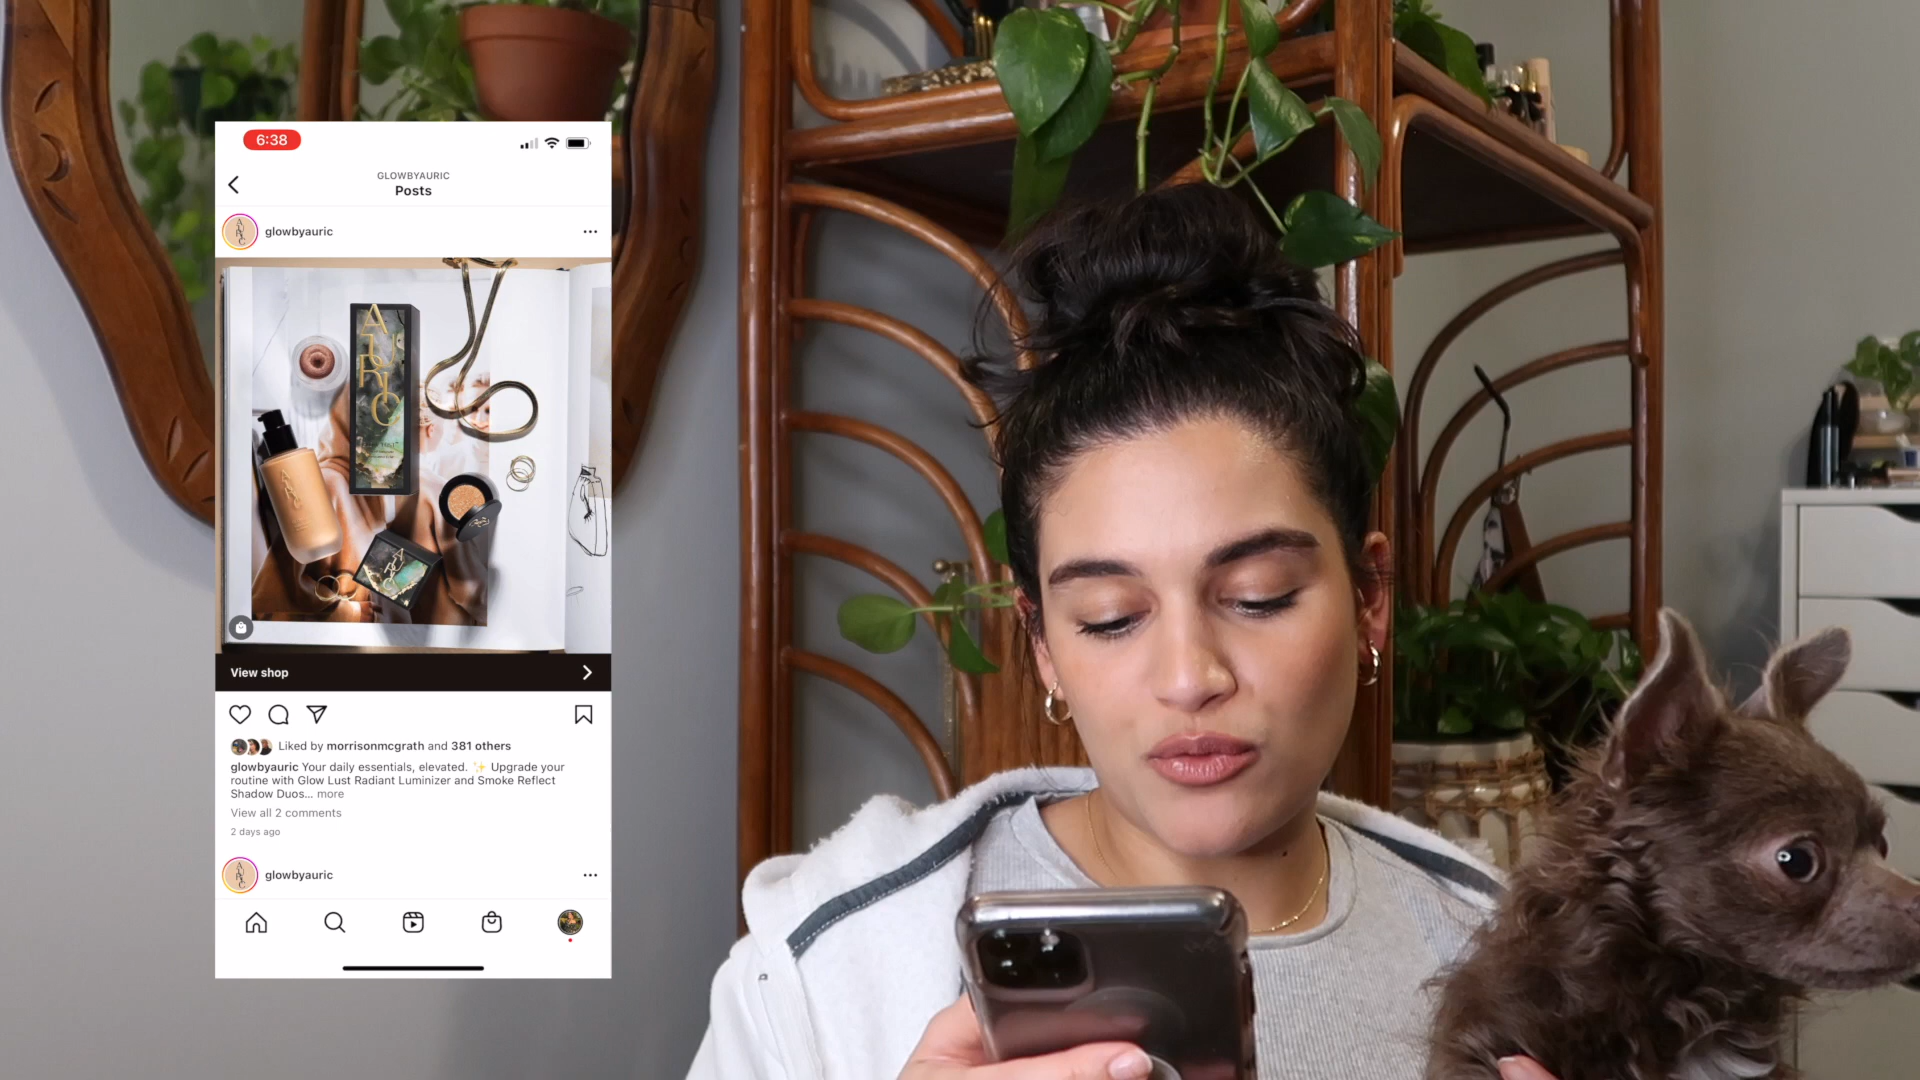 6:38
GLOWBYAURIC
Posts
glowbyauric
AURIC
View shop
Liked by morrisonmcgrath and 381 others
glowbyauric Your daily essentials, elevated. ✨ Upgrade your
routine with Glow Lust Radiant Luminizer and Smoke Reflect
Shadow Duos... more
View all 2 comments
2 days ago
glowbyauric